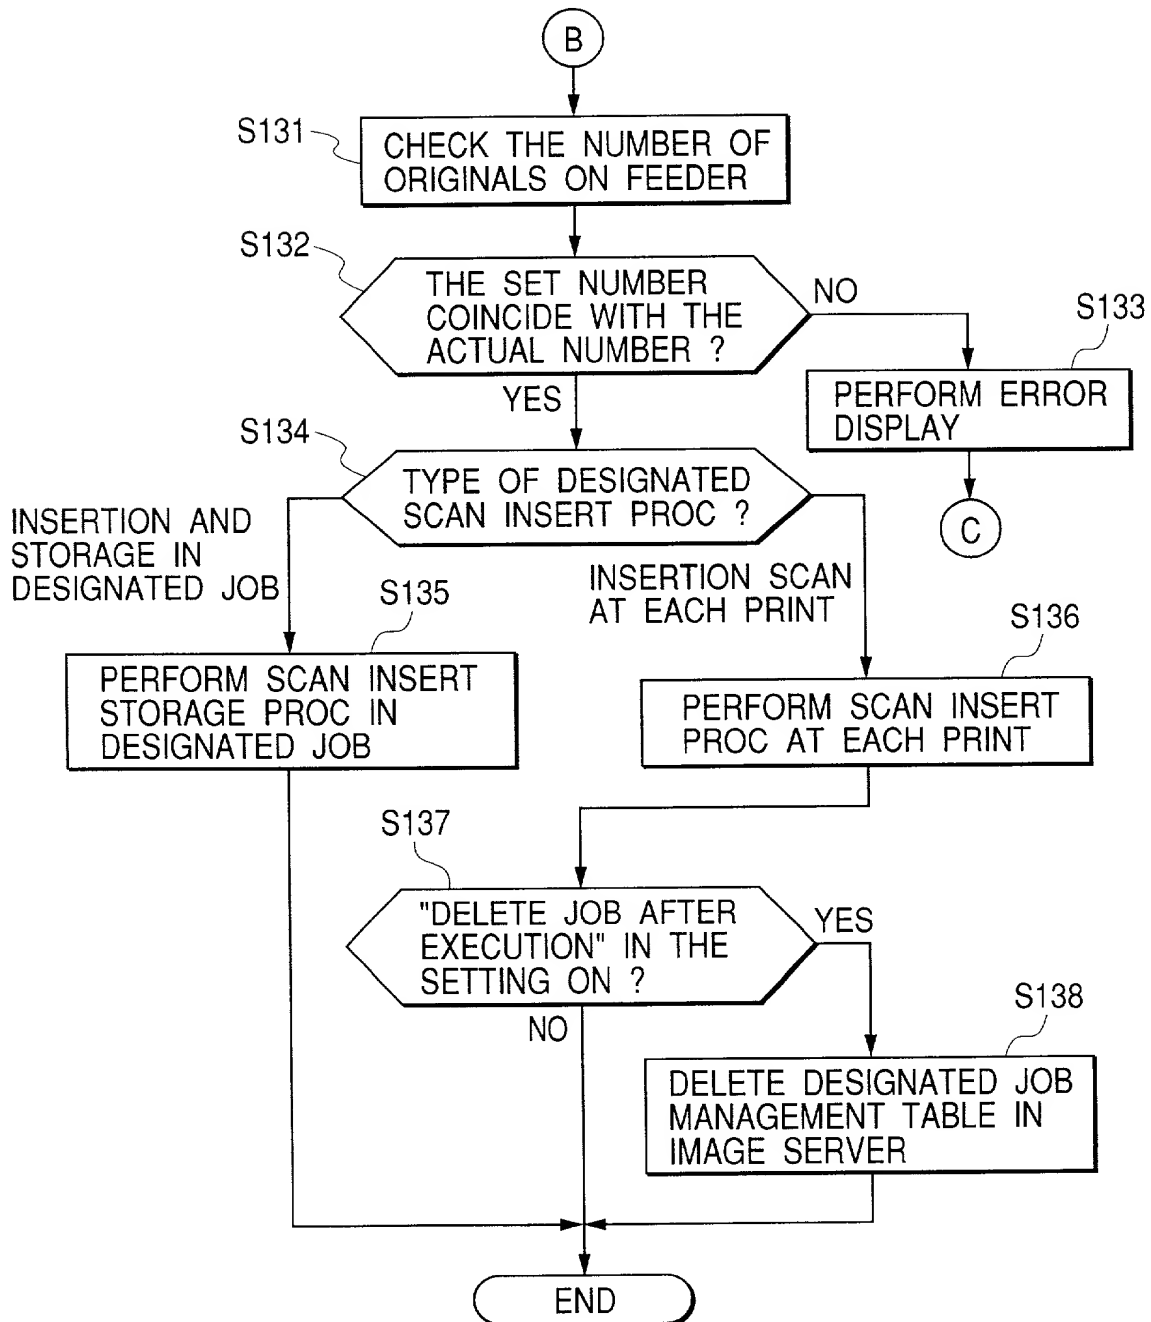 B
S131
CHECK THE NUMBER OF
ORIGINALS ON FEEDER
S132
THE SET NUMBER
COINCIDE WITH THE
ACTUAL NUMBER ?
NO
S133
PERFORM ERROR
DISPLAY
C
YES
S134
TYPE OF DESIGNATED
SCAN INSERT PROC ?
INSERTION AND
STORAGE IN
DESIGNATED JOB
INSERTION SCAN
AT EACH PRINT
S135
PERFORM SCAN INSERT
STORAGE PROC IN
DESIGNATED JOB
S136
PERFORM SCAN INSERT
PROC AT EACH PRINT
S137
"DELETE JOB AFTER
EXECUTION" IN THE
SETTING ON ?
YES
NO
S138
DELETE DESIGNATED JOB
MANAGEMENT TABLE IN
IMAGE SERVER
END